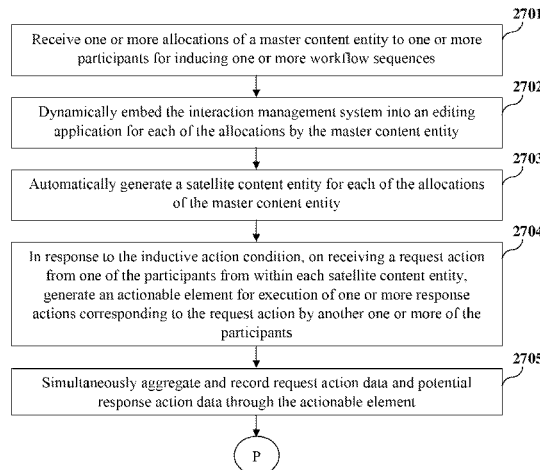 2701
Receive one or more allocations of a master content entity to one or more
participants for inducing one or more workflow sequences
2702
Dynamically embed the interaction management system into an editing
application for each of the allocations by the master content entity
2703
Automatically generate a satellite content entity for each of the allocations
of the master content entity
2704
In response to the inductive action condition, on receiving a request action
from one of the participants from within each satellite content entity,
generate an actionable element for execution of one or more response
actions corresponding to the request action by another one or more of the
participants
2705
Simultaneously aggregate and record request action data and potential
response action data through the actionable element
P